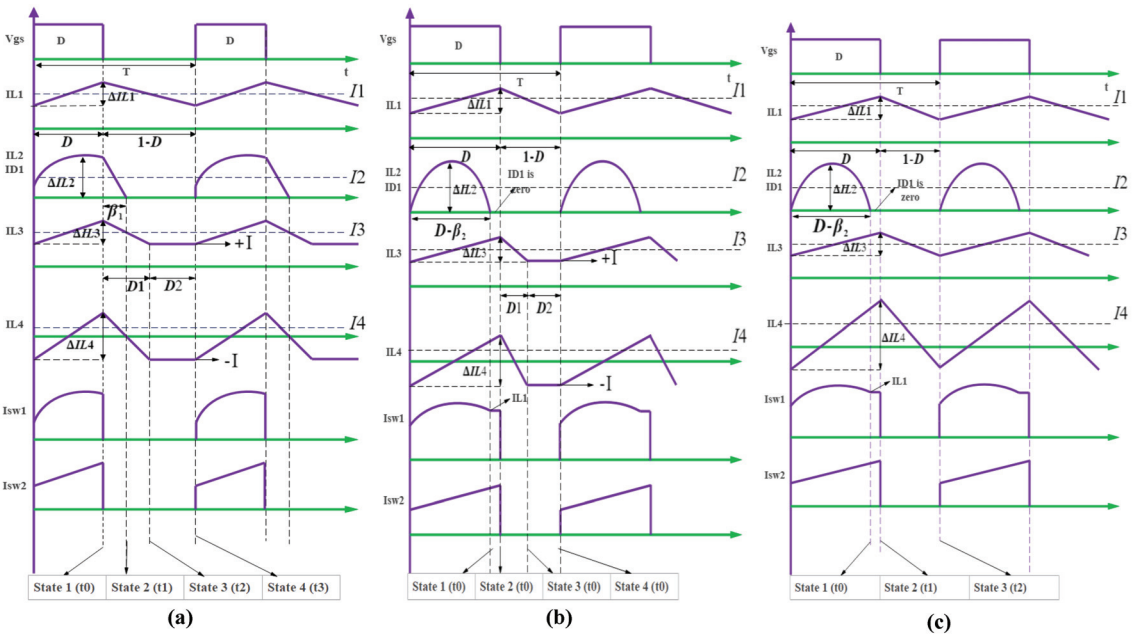 Vgs
D
D
T
t
IL1
ΔIL1
I1
D
1-D
IL2
ID1
ΔIL2
I2
β1
IL3
ΔIL3
+I
I3
D1
D2
IL4
ΔIL4
-I
I4
Isw1
Isw2
State 1 (t0)
State 2 (t1)
State 3 (t2)
State 4 (t3)
(a)
Vgs
D
T
t
IL1
ΔIL1
I1
D
1-D
IL2
ID1
ΔIL2
ID1 is
zero
I2
D-β2
IL3
ΔIL3
+I
I3
D1
D2
IL4
ΔIL4
-I
I4
IL1
Isw1
Isw2
State 1 (t0)
State 2 (t0)
State 3 (t0)
State 4 (t0)
(b)
Vgs
D
T
t
IL1
ΔIL1
I1
D
1-D
IL2
ID1
ΔIL2
ID1 is
zero
I2
D-β2
IL3
ΔIL3
I3
IL4
ΔIL4
I4
IL1
Isw1
Isw2
State 1 (t0)
State 2 (t1)
State 3 (t2)
(c)